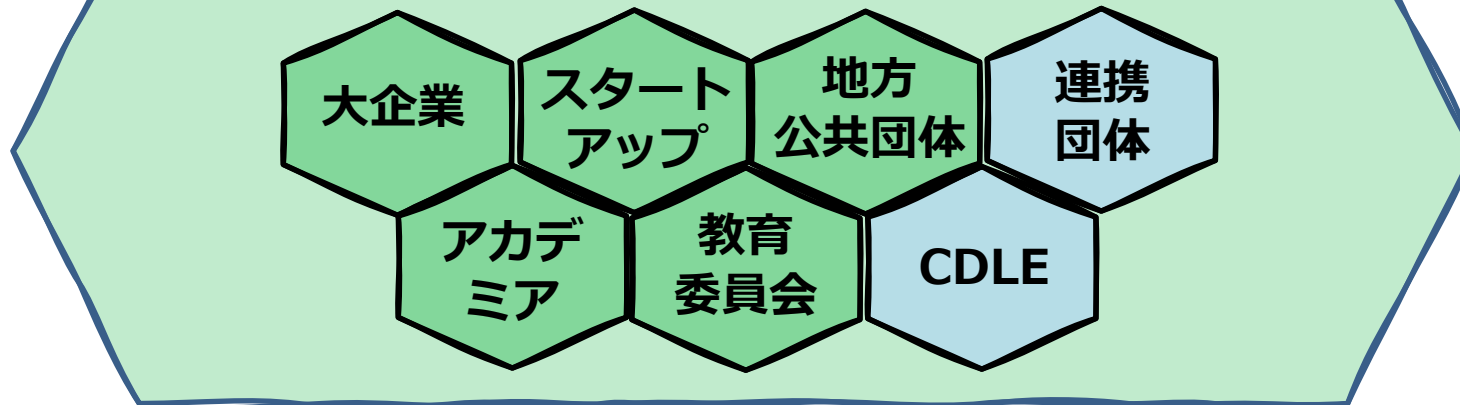 大企業
スタート
アップ
地方
公共団体
連携
団体
アカデ
ミア
教育
委員会
CDLE